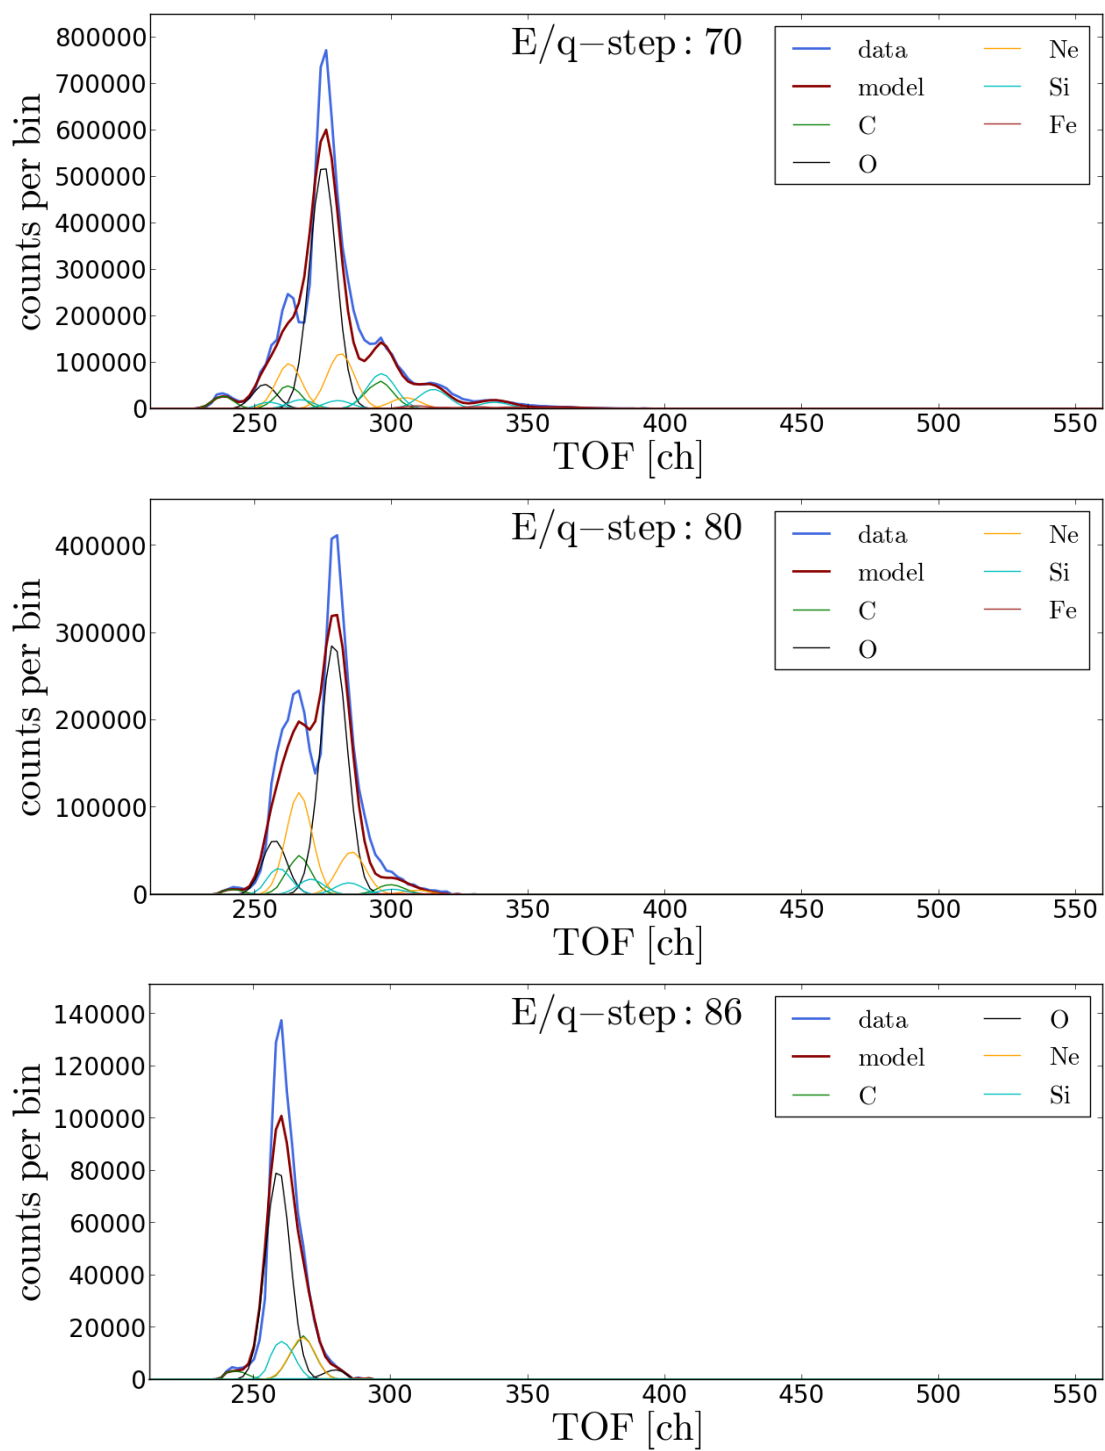 E/q−step: 70
data
model
C
O
Ne
Si
Fe
counts per bin
800000
700000
600000
500000
400000
300000
200000
100000
0
250 300 350 400 450 500 550
TOF [ch]
E/q−step: 80
data
model
C
O
Ne
Si
Fe
counts per bin
400000
300000
200000
100000
0
250 300 350 400 450 500 550
TOF [ch]
E/q−step: 86
data
model
C
O
Ne
Si
counts per bin
140000
120000
100000
80000
60000
40000
20000
0
250 300 350 400 450 500 550
TOF [ch]